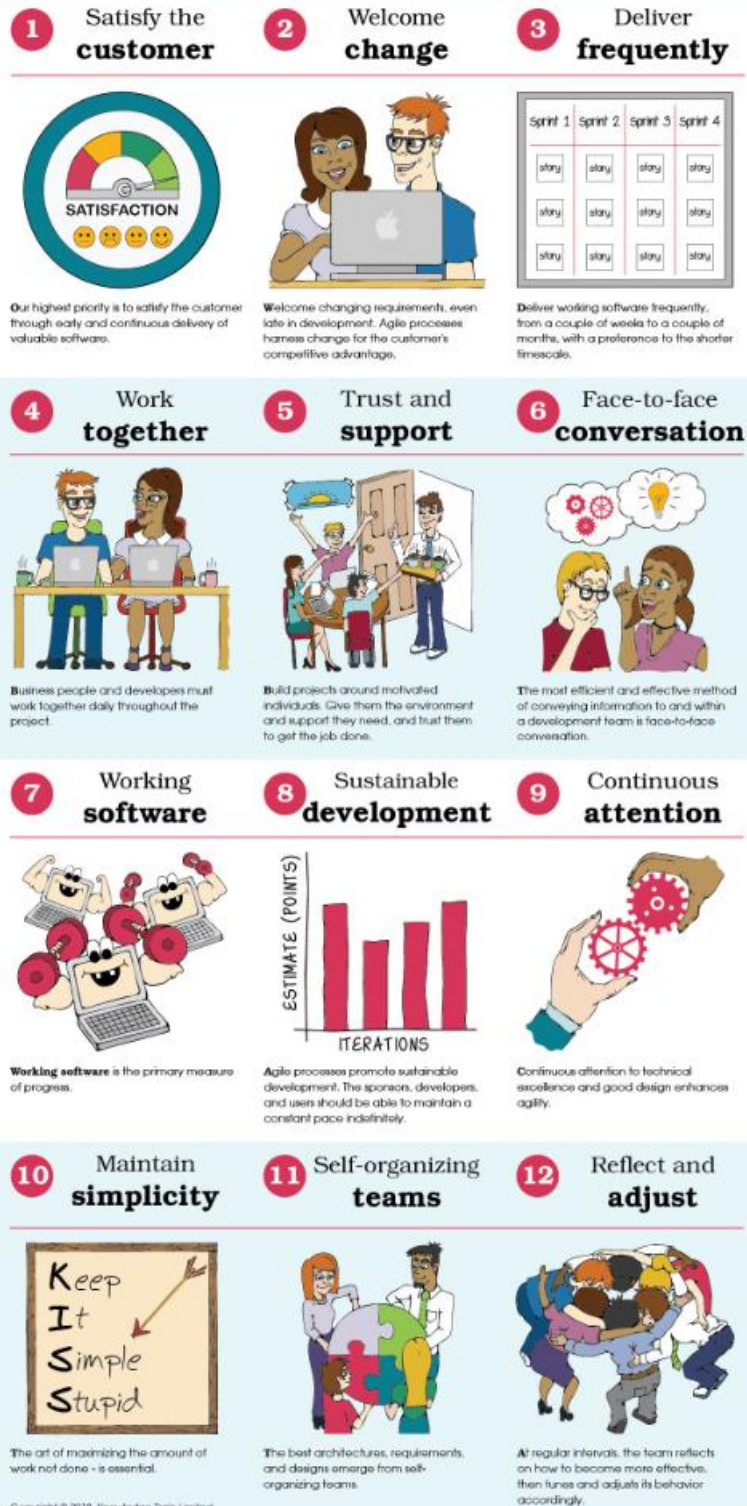 1
Satisfy the
customer
SATISFACTION
Our highest priority is to satisfy the customer
through early and continuous delivery of
valuable software.
2
Welcome
change
Welcome changing requirements, even
late in development. Agile processes
harness change for the customer's
competitive advantage.
3
Deliver
frequently
Sprint 1 Sprint 2 Sprint 3 Sprint 4
story story story story
story story story story
story story story story
Deliver working software frequently,
from a couple of weeks to a couple of
months, with a preference to the shorter
timescale.
4
Work
together
Business people and developers must
work together daily throughout the
project.
5
Trust and
support
Build projects around motivated
individuals. Give them the environment
and support they need, and trust them
to get the job done.
6
Face-to-face
conversation
The most efficient and effective method
of conveying information to and within
a development team is face-to-face
conversation.
7
Working
software
Working software is the primary measure
of progress.
8
Sustainable
development
ESTIMATE (POINTS)
ITERATIONS
Agile processes promote sustainable
development. The sponsors, developers,
and users should be able to maintain a
constant pace indefinitely.
9
Continuous
attention
Continuous attention to technical
excellence and good design enhances
agility.
10
Maintain
simplicity
Keep
It
Simple
Stupid
The art of maximizing the amount of
work not done - is essential.
11
Self-organizing
teams
The best architectures, requirements,
and designs emerge from self-
organizing teams.
12
Reflect and
adjust
At regular intervals, the team reflects
on how to become more effective,
then tunes and adjusts its behavior
accordingly.